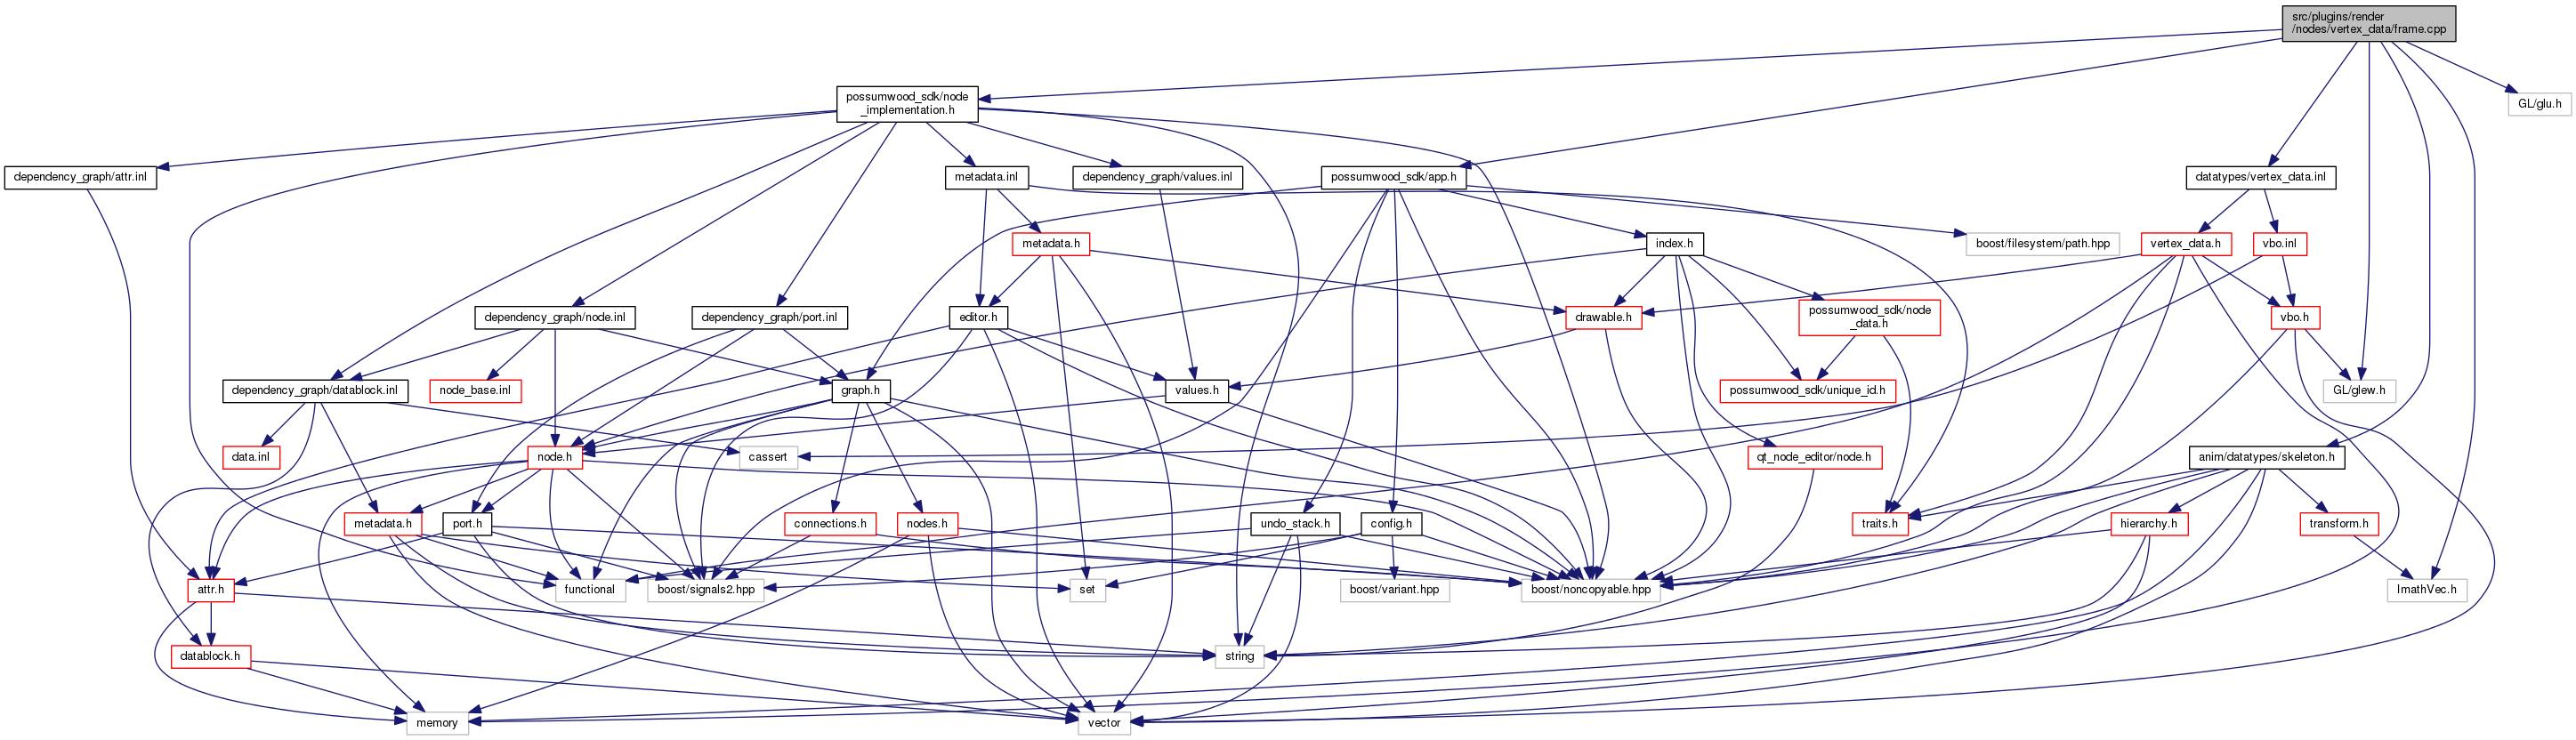 src/plugins/render
/nodes/vertex_data/frame.cpp
possumwood_sdk/node
_implementation.h
GL/glu.h
dependency_graph/attr.inl
metadata.inl
dependency_graph/values.inl
possumwood_sdk/app.h
datatypes/vertex_data.inl
metadata.h
index.h
boost/filesystem/path.hpp
vertex_data.h
vbo.inl
dependency_graph/node.inl
dependency_graph/port.inl
editor.h
drawable.h
possumwood_sdk/node
_data.h
vbo.h
dependency_graph/datablock.inl
node_base.inl
graph.h
values.h
possumwood_sdk/unique_id.h
GL/glew.h
data.inl
node.h
cassert
qt_node_editor/node.h
anim/datatypes/skeleton.h
metadata.h
port.h
connections.h
nodes.h
undo_stack.h
config.h
traits.h
hierarchy.h
transform.h
attr.h
functional
boost/signals2.hpp
set
boost/variant.hpp
boost/noncopyable.hpp
ImathVec.h
datablock.h
string
memory
vector